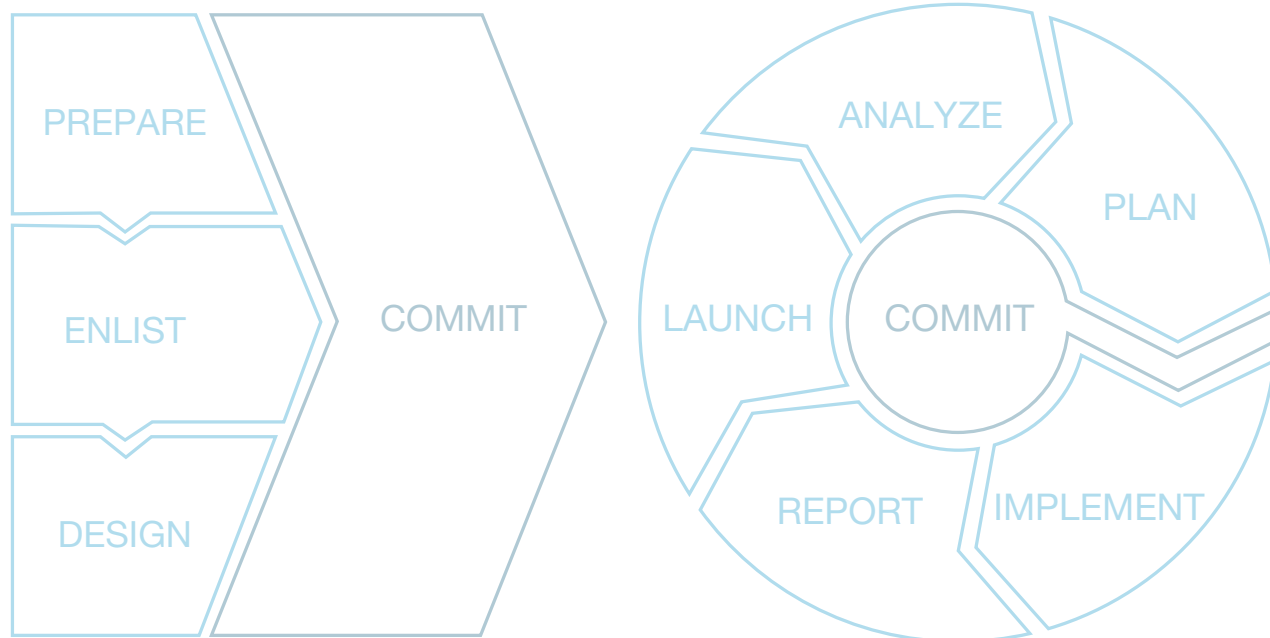 PREPARE
ENLIST
DESIGN
COMMIT
ANALYZE
PLAN
LAUNCH
COMMIT
REPORT
IMPLEMENT